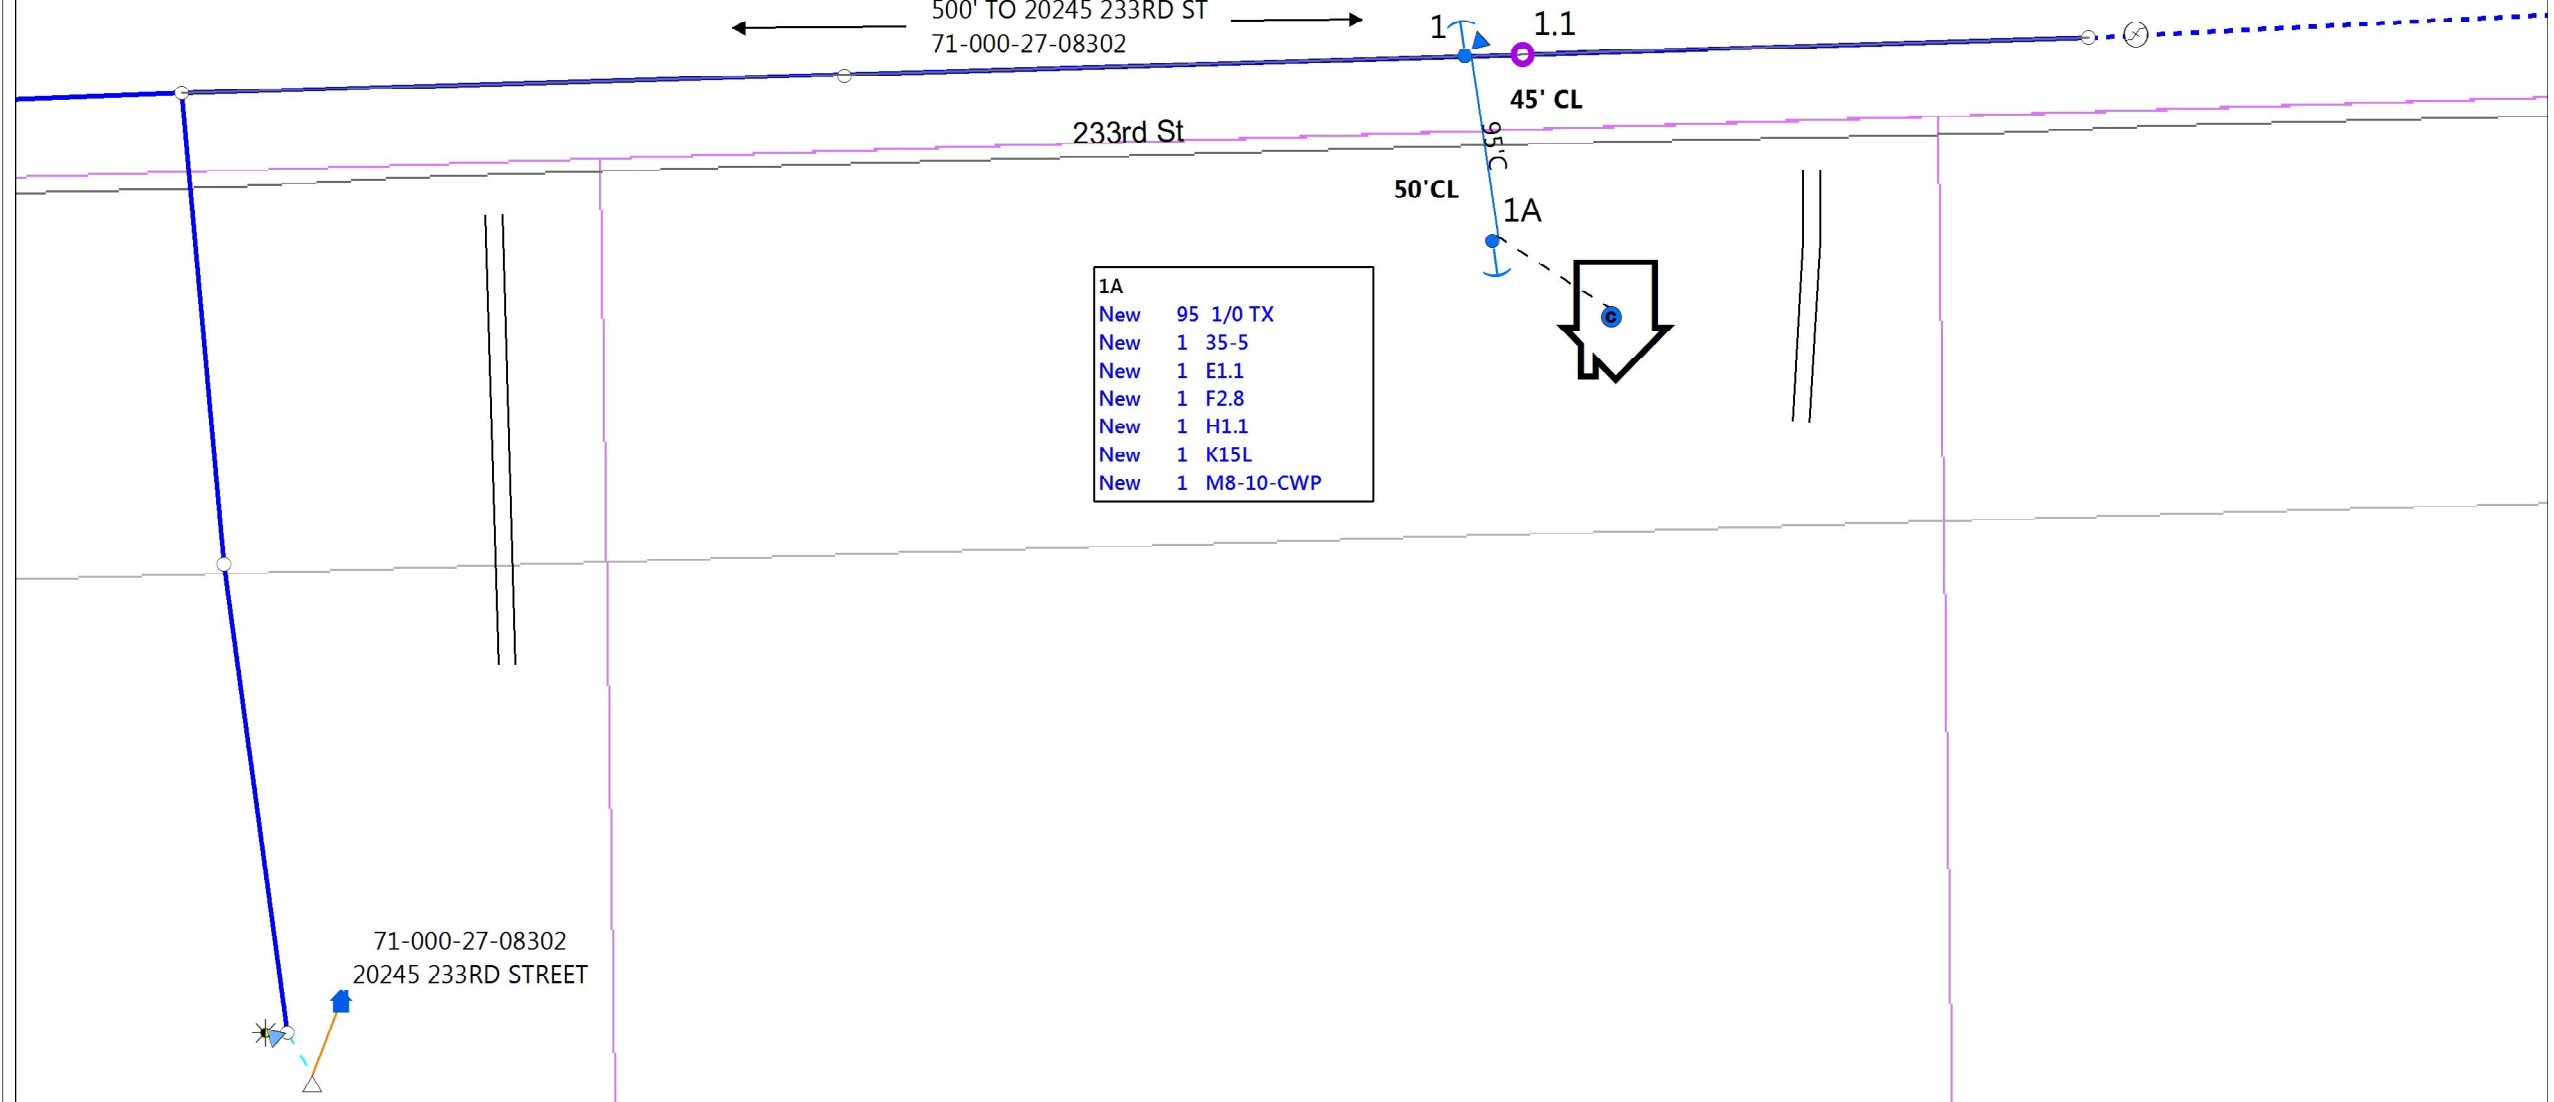 500' TO 20245 233RD ST
71-000-27-08302
1
1.1
45' CL
233rd St
95'C
50'CL
1A
1A
New 95 1/0 TX
New 1 35-5
New 1 E1.1
New 1 F2.8
New 1 H1.1
New 1 K15L
New 1 M8-10-CWP
C
71-000-27-08302
20245 233RD STREET